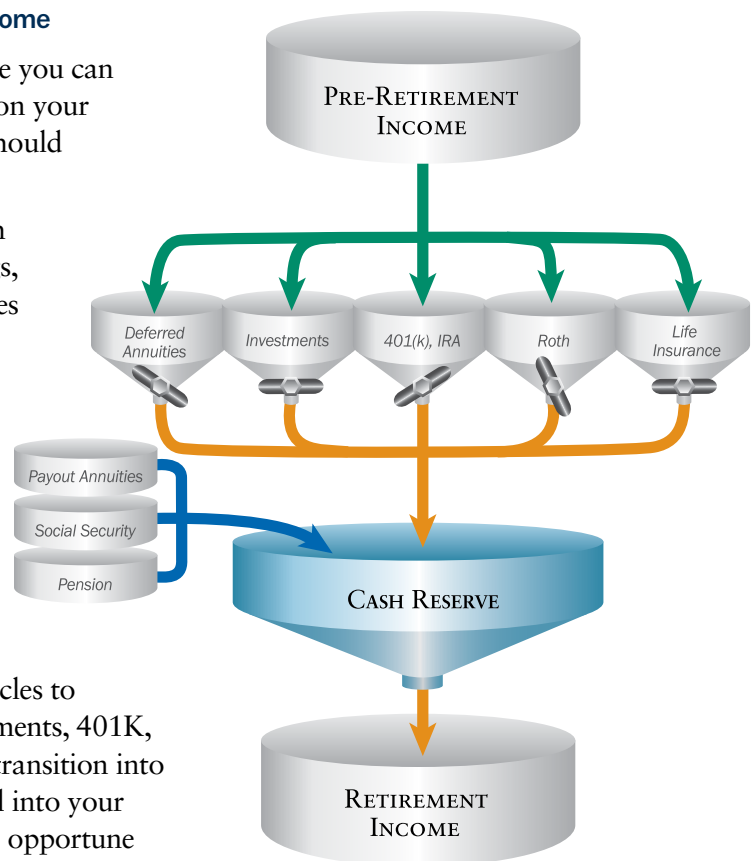 ome
e you can
on your
hould
n
s,
es
PRE-RETIREMENT
INCOME
Deferred
Annuities
Investments
401(k), IRA
Roth
Life
Insurance
Payout Annuities
Social Security
Pension
CASH RESERVE
cles to
ments, 401K,
transition into
into your
opportune
RETIREMENT
INCOME